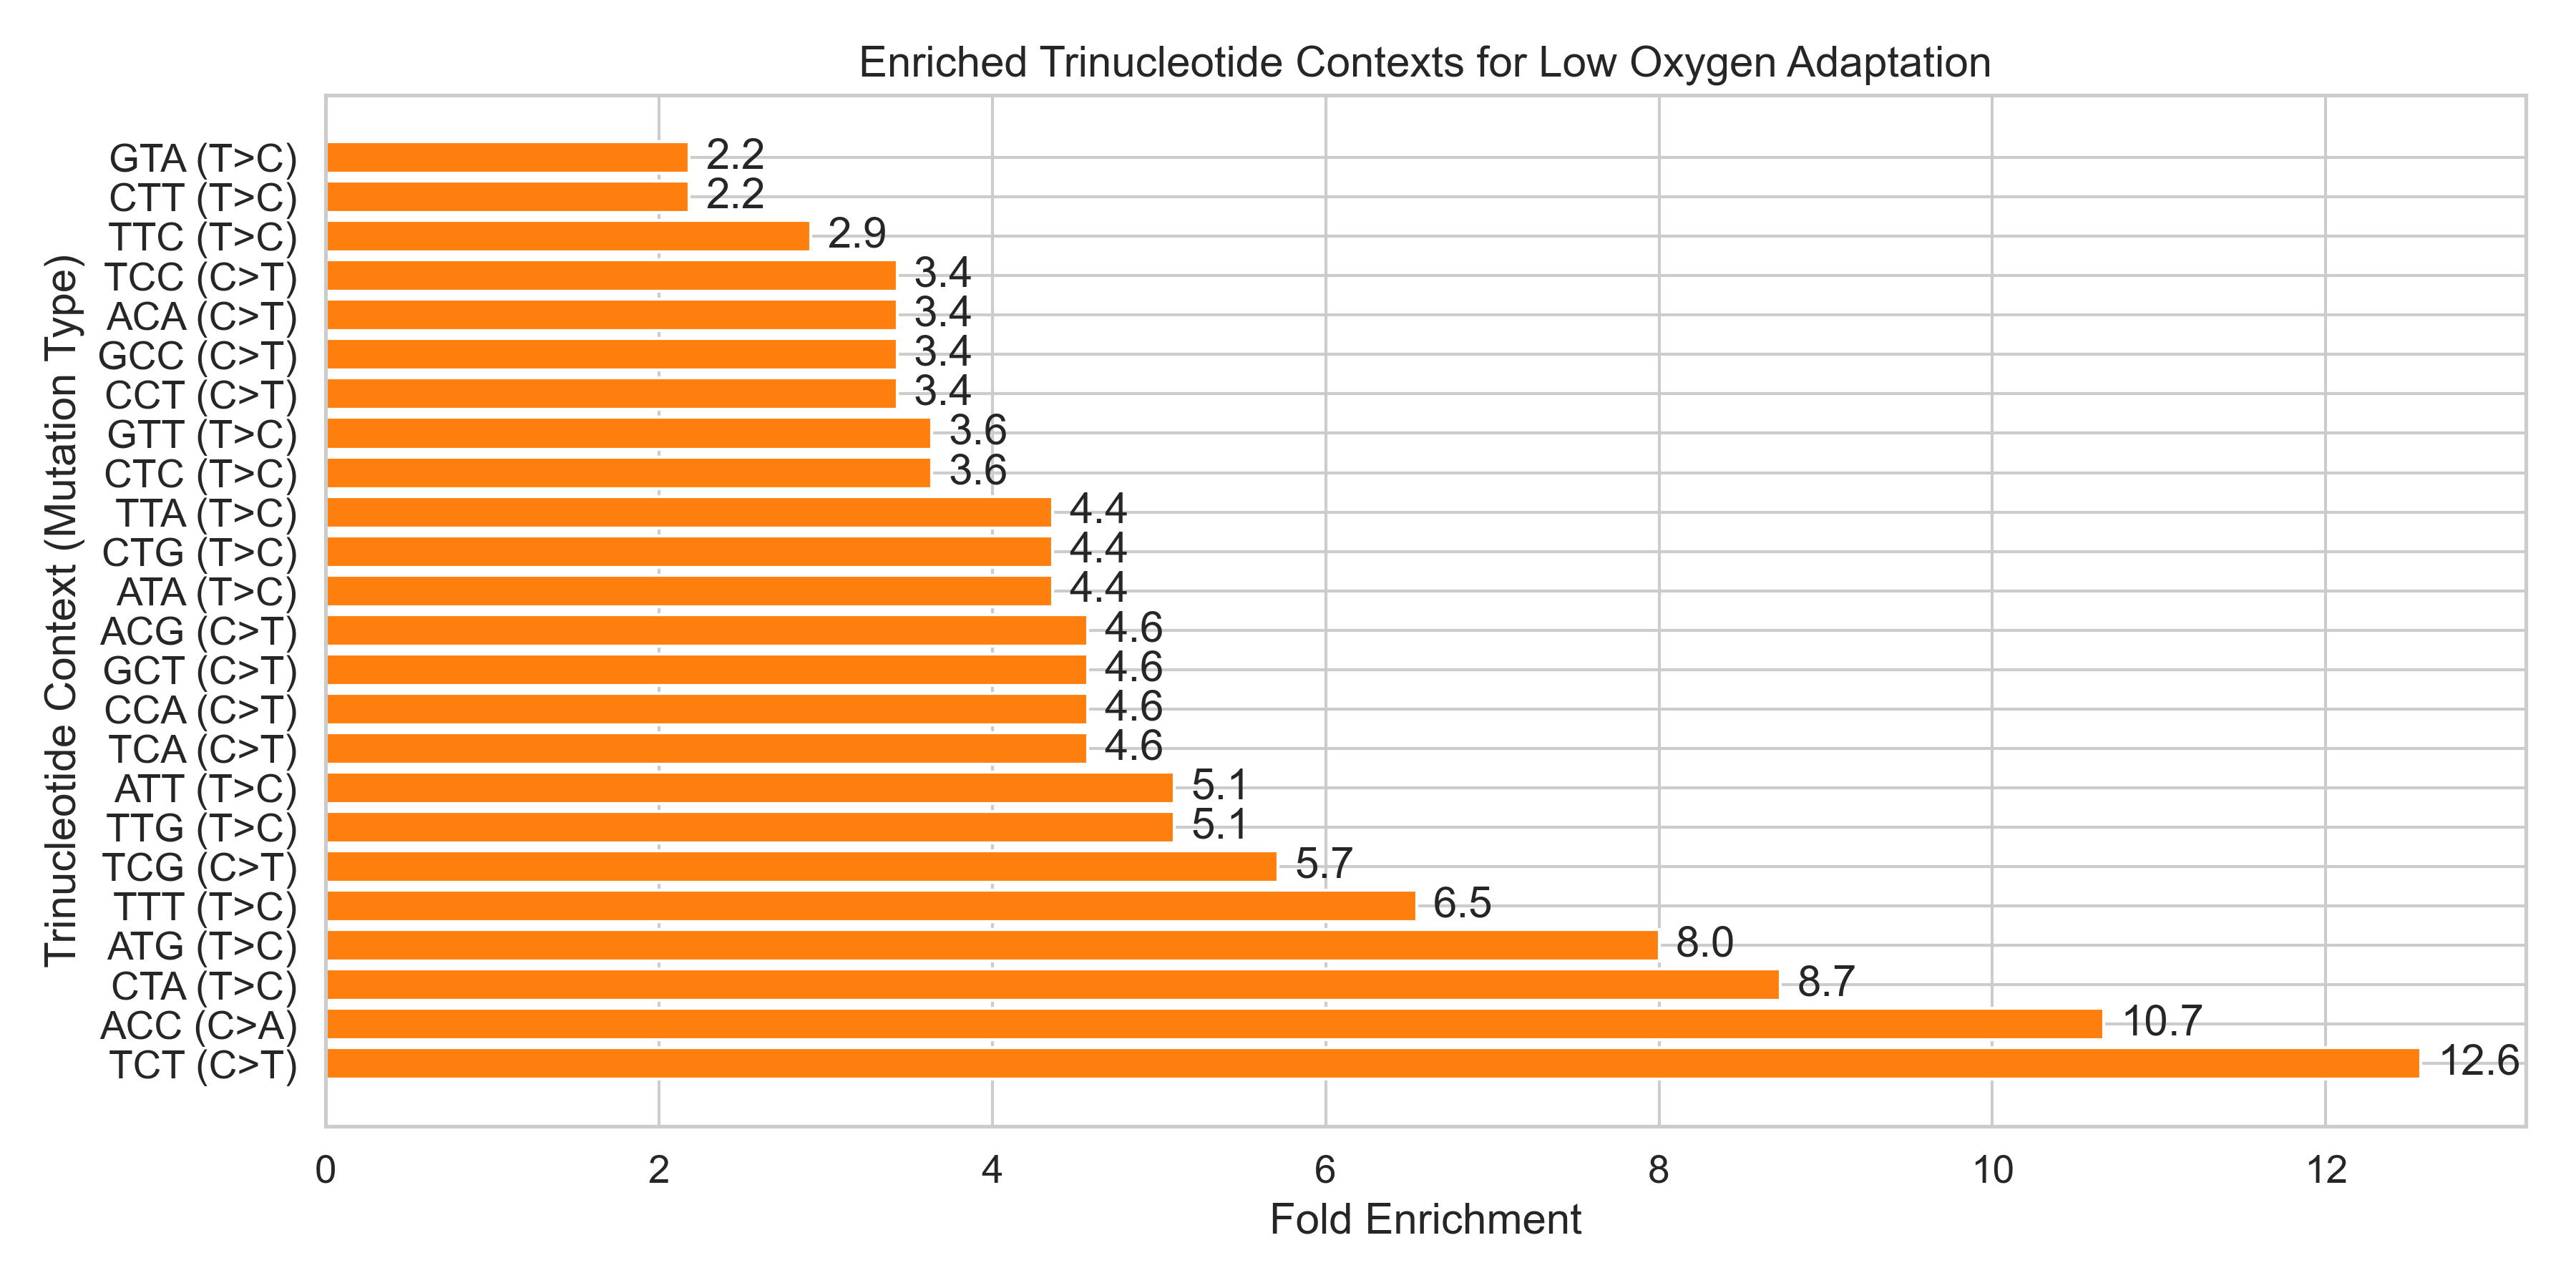 Enriched Trinucleotide Contexts for Low Oxygen Adaptation
Trinucleotide Context (Mutation Type)
GTA (T>C) 2.2
CTT (T>C) 2.2
TTC (T>C) 2.9
TCC (C>T) 3.4
ACA (C>T) 3.4
GCC (C>T) 3.4
CCT (C>T) 3.4
GTT (T>C) 3.6
CTC (T>C) 3.6
TTA (T>C) 4.4
CTG (T>C) 4.4
ATA (T>C) 4.4
ACG (C>T) 4.6
GCT (C>T) 4.6
CCA (C>T) 4.6
TCA (C>T) 4.6
ATT (T>C) 5.1
TTG (T>C) 5.1
TCG (C>T) 5.7
TTT (T>C) 6.5
ATG (T>C) 8.0
CTA (T>C) 8.7
ACC (C>A) 10.7
TCT (C>T) 12.6
0 2 4 6 8 10 12
Fold Enrichment